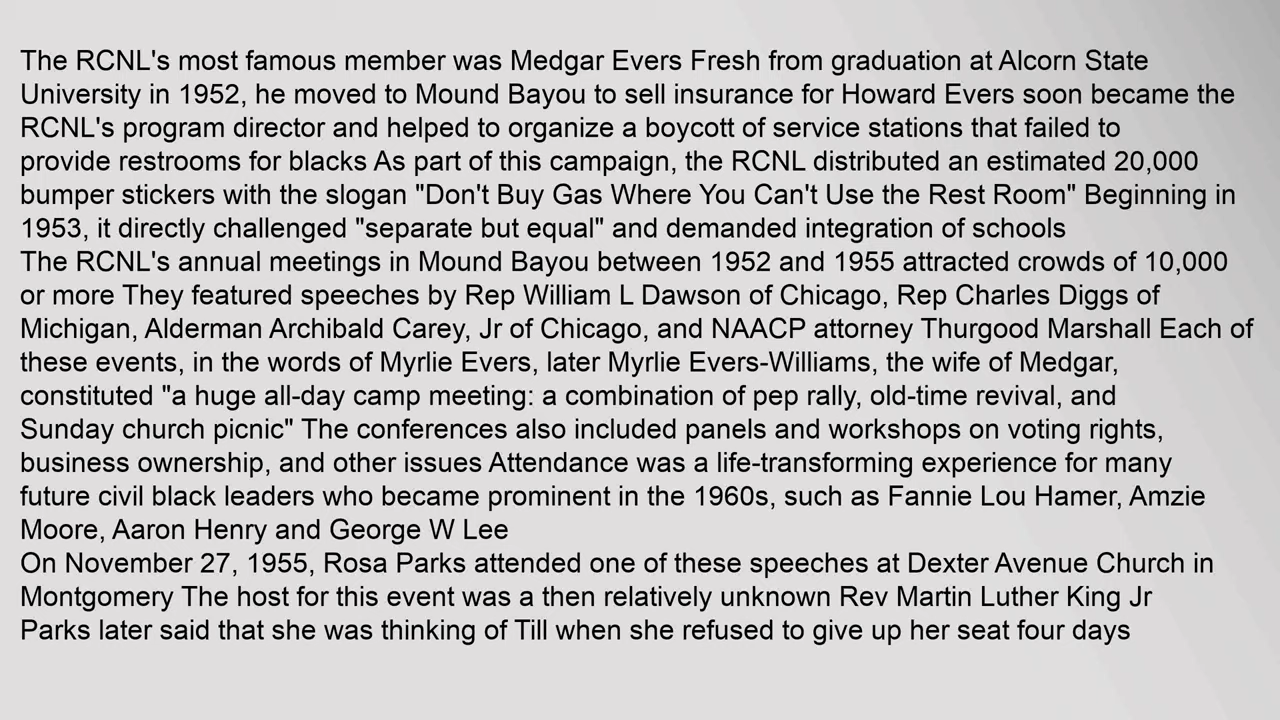 The RCNL's most famous member was Medgar Evers Fresh from graduation at Alcorn State
University in 1952, he moved to Mound Bayou to sell insurance for Howard Evers soon became the
RCNL's program director and helped to organize a boycott of service stations that failed to
provide restrooms for blacks As part of this campaign, the RCNL distributed an estimated 20,000
bumper stickers with the slogan "Don't Buy Gas Where You Can't Use the Rest Room" Beginning in
1953, it directly challenged "separate but equal" and demanded integration of schools
The RCNL's annual meetings in Mound Bayou between 1952 and 1955 attracted crowds of 10,000
or more They featured speeches by Rep William L Dawson of Chicago, Rep Charles Diggs of
Michigan, Alderman Archibald Carey, Jr of Chicago, and NAACP attorney Thurgood Marshall Each of
these events, in the words of Myrlie Evers, later Myrlie Evers-Williams, the wife of Medgar,
constituted "a huge all-day camp meeting: a combination of pep rally, old-time revival, and
Sunday church picnic" The conferences also included panels and workshops on voting rights,
business ownership, and other issues Attendance was a life-transforming experience for many
future civil black leaders who became prominent in the 1960s, such as Fannie Lou Hamer, Amzie
Moore, Aaron Henry and George W Lee
On November 27, 1955, Rosa Parks attended one of these speeches at Dexter Avenue Church in
Montgomery The host for this event was a then relatively unknown Rev Martin Luther King Jr
Parks later said that she was thinking of Till when she refused to give up her seat four days